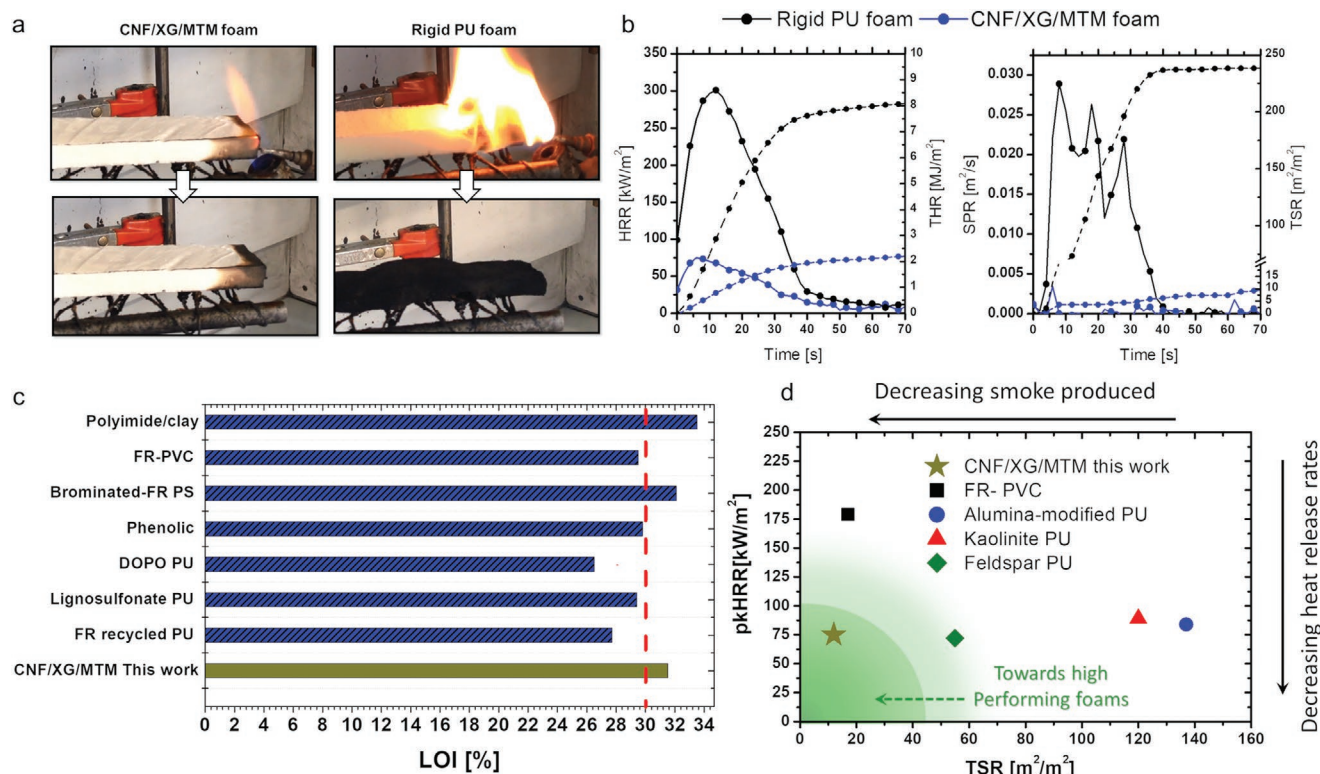 a
CNF/XG/MTM foam
Rigid PU foam
b
Rigid PU foam
CNF/XG/MTM foam
HRR [kW/m²]
350
300
250
200
150
100
50
0
THR [MJ/m²]
10
9
8
7
6
5
4
3
2
1
0
0 10 20 30 40 50 60 70
Time [s]
SPR [m²/s]
0.030
0.025
0.020
0.015
0.010
0.005
0.000
TSR [m²/m²]
250
200
150
100
15
10
5
0
0 10 20 30 40 50 60 70
Time [s]
c
Polyimide/clay
FR-PVC
Brominated-FR PS
Phenolic
DOPO PU
Lignosulfonate PU
FR recycled PU
CNF/XG/MTM This work
0 2 4 6 8 10 12 14 16 18 20 22 24 26 28 30 32 34
LOI [%]
d
Decreasing smoke produced
pkHRR[kW/m²]
250
225
200
175
150
125
100
75
50
25
0
CNF/XG/MTM this work
FR- PVC
Alumina-modified PU
Kaolinite PU
Feldspar PU
Towards high
Performing foams
0 20 40 60 80 100 120 140 160
TSR [m²/m²]
Decreasing heat release rates